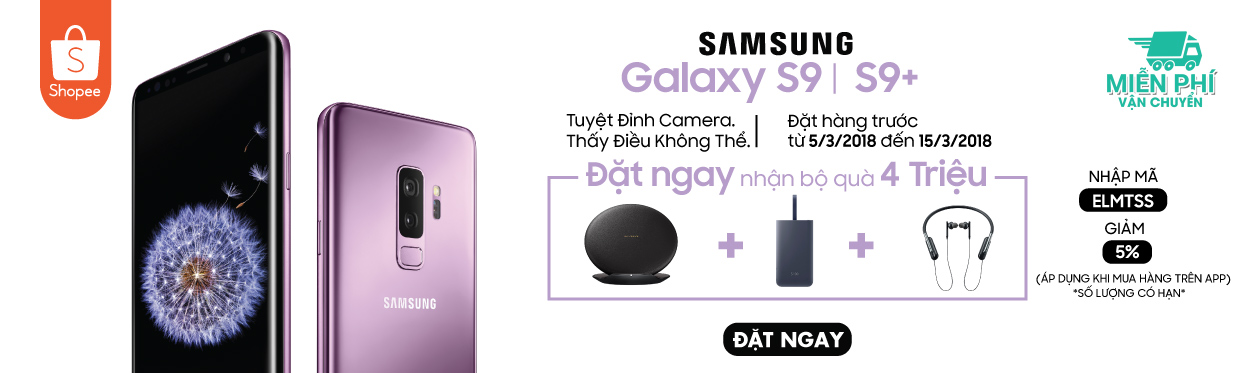 S
Shopee
SAMSUNG
SAMSUNG
Galaxy S9 | S9+
Tuyệt Đỉnh Camera.
Thấy Điều Không Thể.
Đặt hàng trước
từ 5/3/2018 đến 15/3/2018
Đặt ngay nhận bộ quà 4 Triệu
ĐẶT NGAY
MIỄN PHÍ
VẬN CHUYỂN
NHẬP MÃ
ELMTSS
GIẢM
5%
(ÁP DỤNG KHI MUA HÀNG TRÊN APP)
*SỐ LƯỢNG CÓ HẠN*